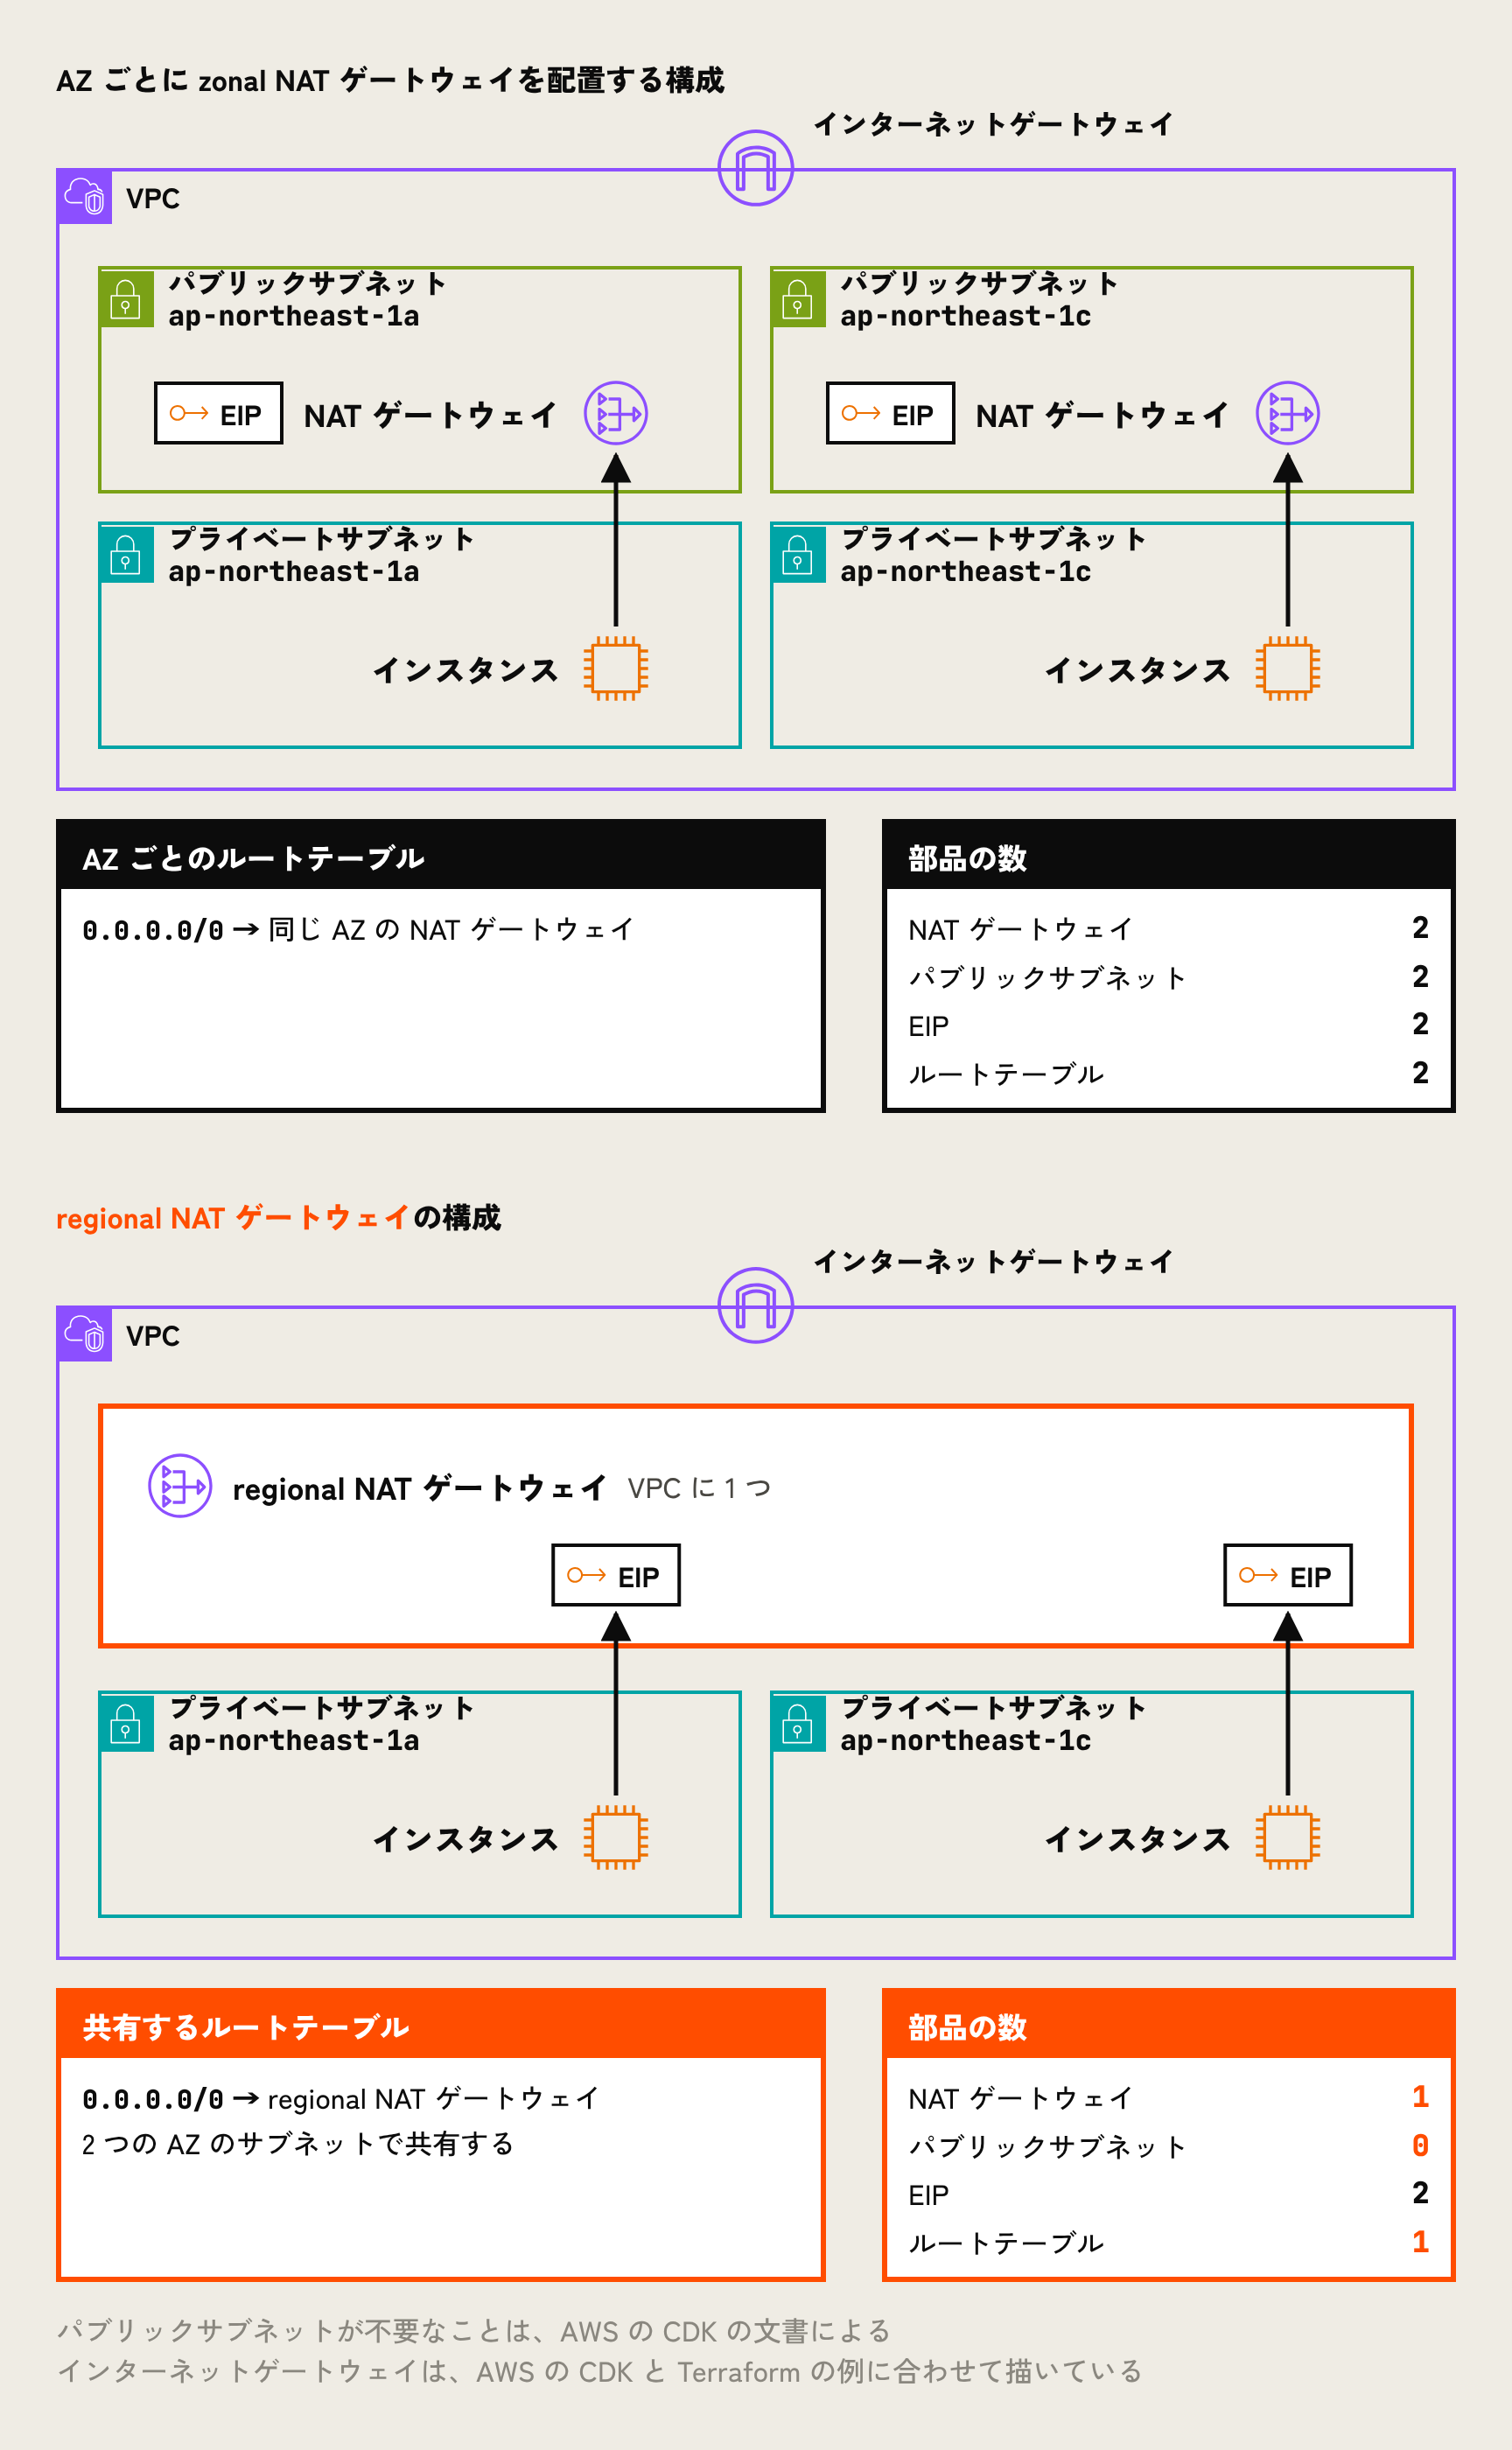 AZ ごとに zonal NAT ゲートウェイを配置する構成
インターネットゲートウェイ
VPC
パブリックサブネット
ap-northeast-1a
パブリックサブネット
ap-northeast-1c
EIP NAT ゲートウェイ
EIP NAT ゲートウェイ
プライベートサブネット
ap-northeast-1a
プライベートサブネット
ap-northeast-1c
インスタンス
インスタンス
AZ ごとのルートテーブル
0.0.0.0/0 → 同じ AZ の NAT ゲートウェイ
部品の数
NAT ゲートウェイ 2
パブリックサブネット 2
EIP 2
ルートテーブル 2
regional NAT ゲートウェイの構成
インターネットゲートウェイ
VPC
regional NAT ゲートウェイ VPC に 1 つ
EIP
EIP
プライベートサブネット
ap-northeast-1a
プライベートサブネット
ap-northeast-1c
インスタンス
インスタンス
共有するルートテーブル
0.0.0.0/0 → regional NAT ゲートウェイ
2 つの AZ のサブネットで共有する
部品の数
NAT ゲートウェイ 1
パブリックサブネット 0
EIP 2
ルートテーブル 1
パブリックサブネットが不要なことは、AWS の CDK の文書による
インターネットゲートウェイは、AWS の CDK と Terraform の例に合わせて描いている